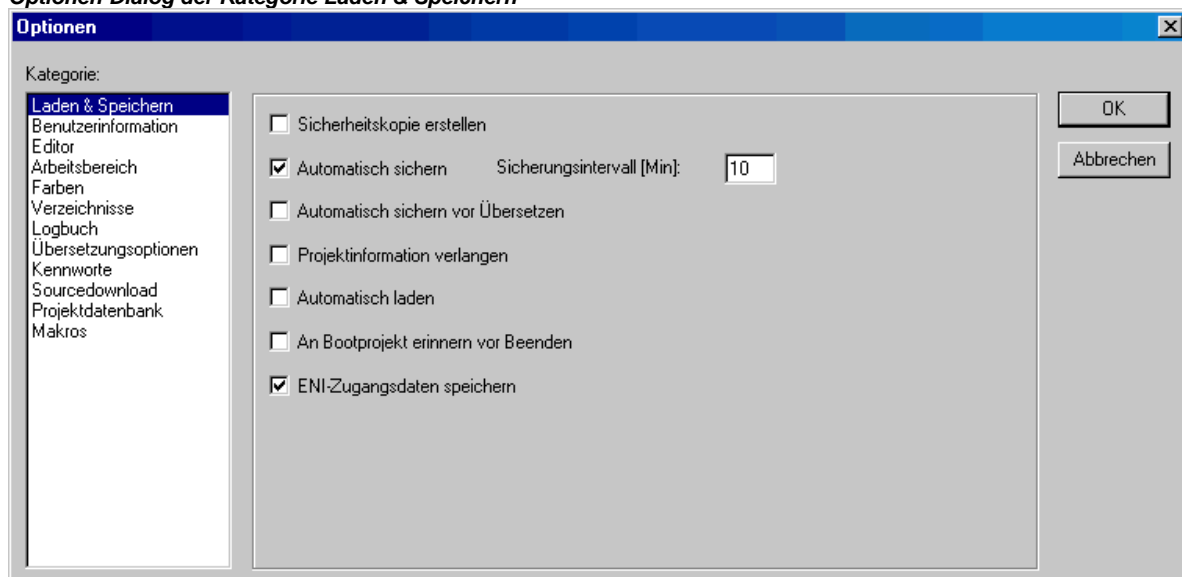 Optionen Dialog der Kategorie Laden & Speichern
Optionen
Kategorie:
Laden & Speichern
Benutzerinformation
Editor
Arbeitsbereich
Farben
Verzeichnisse
Logbuch
Übersetzungsoptionen
Kennworte
Sourcedownload
Projektdatenbank
Makros
Sicherheitskopie erstellen
Automatisch sichern Sicherungsintervall [Min]: 10
Automatisch sichern vor Übersetzen
Projektinformation verlangen
Automatisch laden
An Bootprojekt erinnern vor Beenden
ENI-Zugangsdaten speichern
OK
Abbrechen